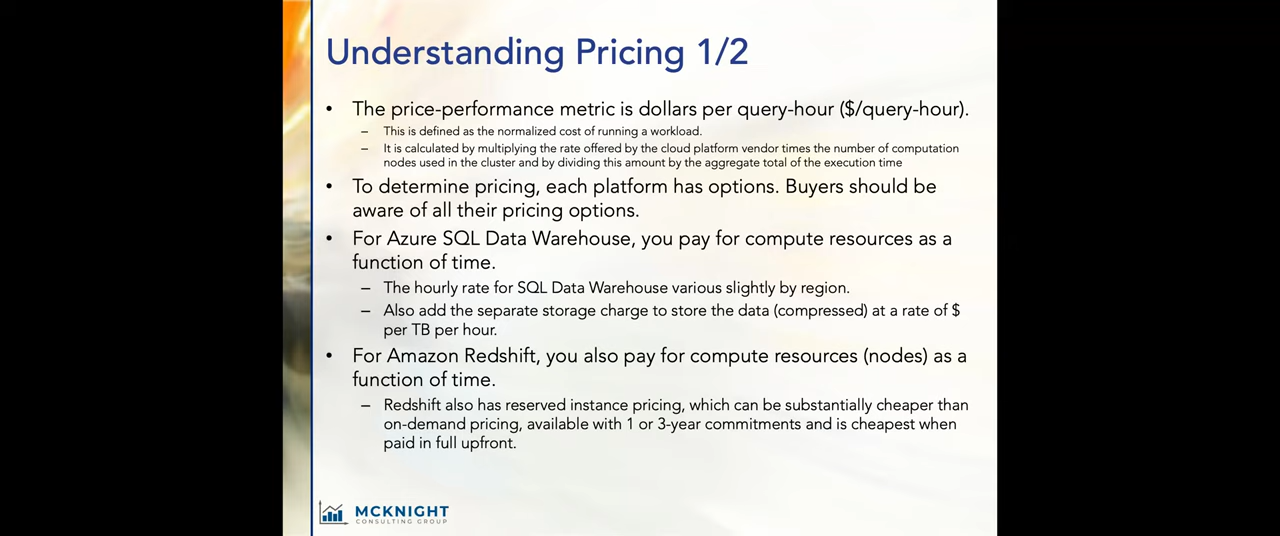 Understanding Pricing 1/2
• The price-performance metric is dollars per query-hour ($/query-hour).
– This is defined as the normalized cost of running a workload.
– It is calculated by multiplying the rate offered by the cloud platform vendor times the number of computation
nodes used in the cluster and by dividing this amount by the aggregate total of the execution time
• To determine pricing, each platform has options. Buyers should be
aware of all their pricing options.
• For Azure SQL Data Warehouse, you pay for compute resources as a
function of time.
– The hourly rate for SQL Data Warehouse various slightly by region.
– Also add the separate storage charge to store the data (compressed) at a rate of $
per TB per hour.
• For Amazon Redshift, you also pay for compute resources (nodes) as a
function of time.
– Redshift also has reserved instance pricing, which can be substantially cheaper than
on-demand pricing, available with 1 or 3-year commitments and is cheapest when
paid in full upfront.
MCKNIGHT
CONSULTING GROUP